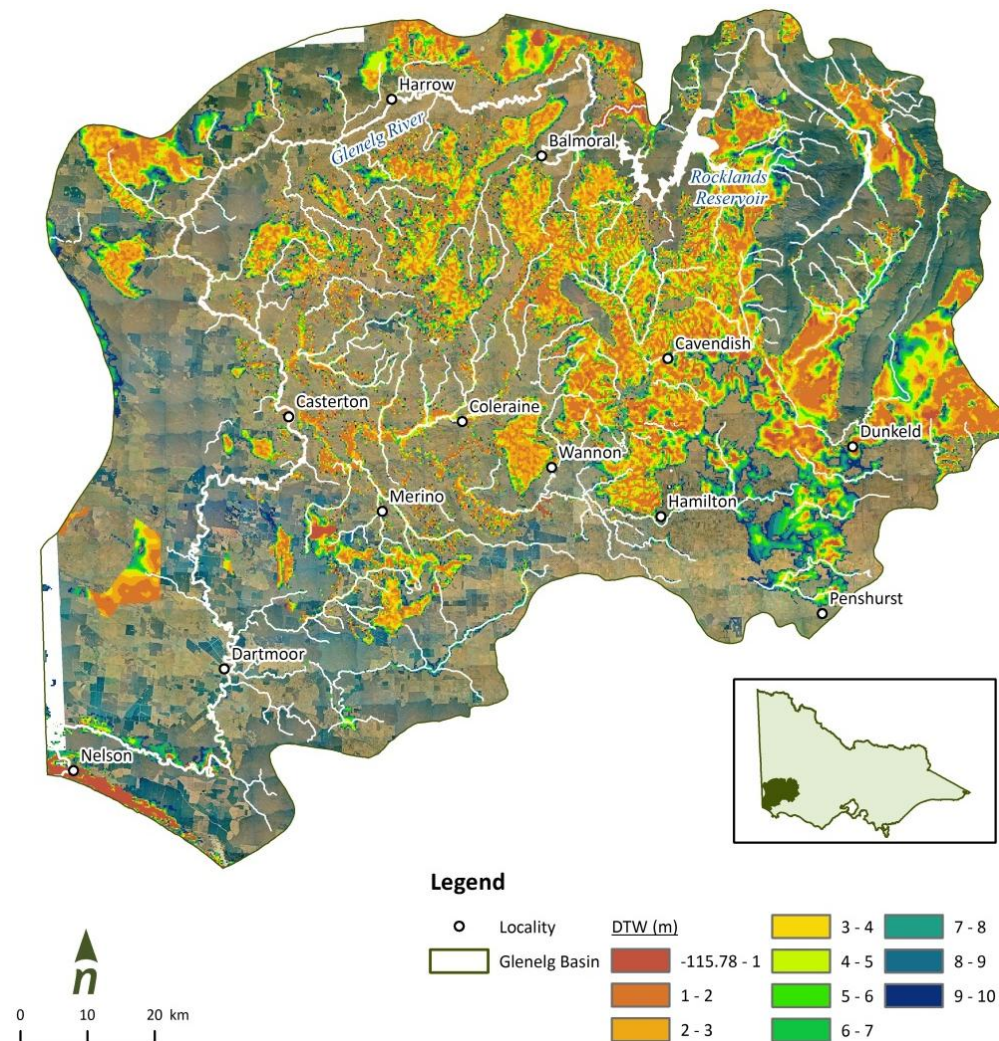 Harrow
Glenelg River
Balmoral
Rocklands
Reservoir
Cavendish
Casterton
Coleraine
Wannon
Dunkeld
Merino
Hamilton
Penshurst
Dartmoor
Nelson
Legend
Locality
Glenelg Basin
DTW (m)
-115.78 - 1
1 - 2
2 - 3
3 - 4
4 - 5
5 - 6
6 - 7
7 - 8
8 - 9
9 - 10
n
0 10 20 km